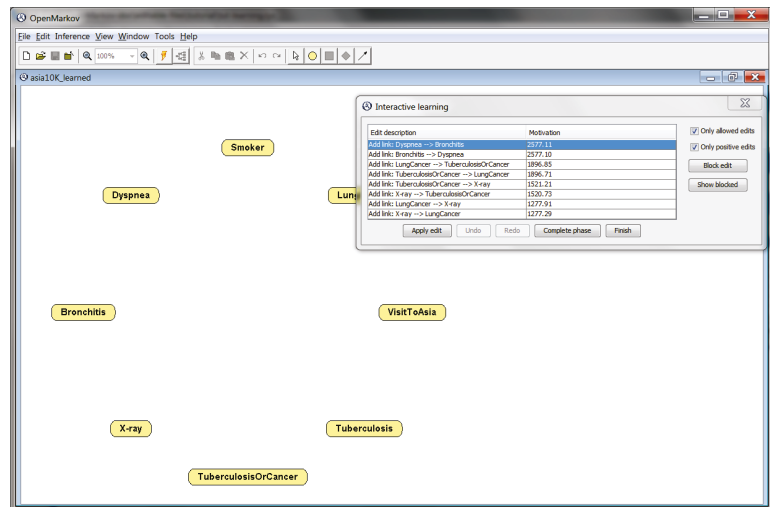 OpenMarkov
File Edit Inference View Window Tools Help
100%
asia10K_learned
Interactive learning
Edit description Motivation
Add link: Dyspnea --> Bronchitis 2577.11
Add link: Bronchitis --> Dyspnea 2577.10
Add link: LungCancer --> TuberculosisOrCancer 1896.85
Add link: TuberculosisOrCancer --> LungCancer 1896.71
Add link: TuberculosisOrCancer --> X-ray 1521.21
Add link: X-ray --> TuberculosisOrCancer 1520.73
Add link: LungCancer --> X-ray 1277.91
Add link: X-ray --> LungCancer 1277.29
Only allowed edits
Only positive edits
Block edit
Show blocked
Apply edit Undo Redo Complete phase Finish
Smoker
Dyspnea
Lung
Bronchitis
VisitToAsia
X-ray
Tuberculosis
TuberculosisOrCancer